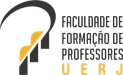 FACULDADE DE
FORMAÇÃO DE
PROFESSORES
UERJ